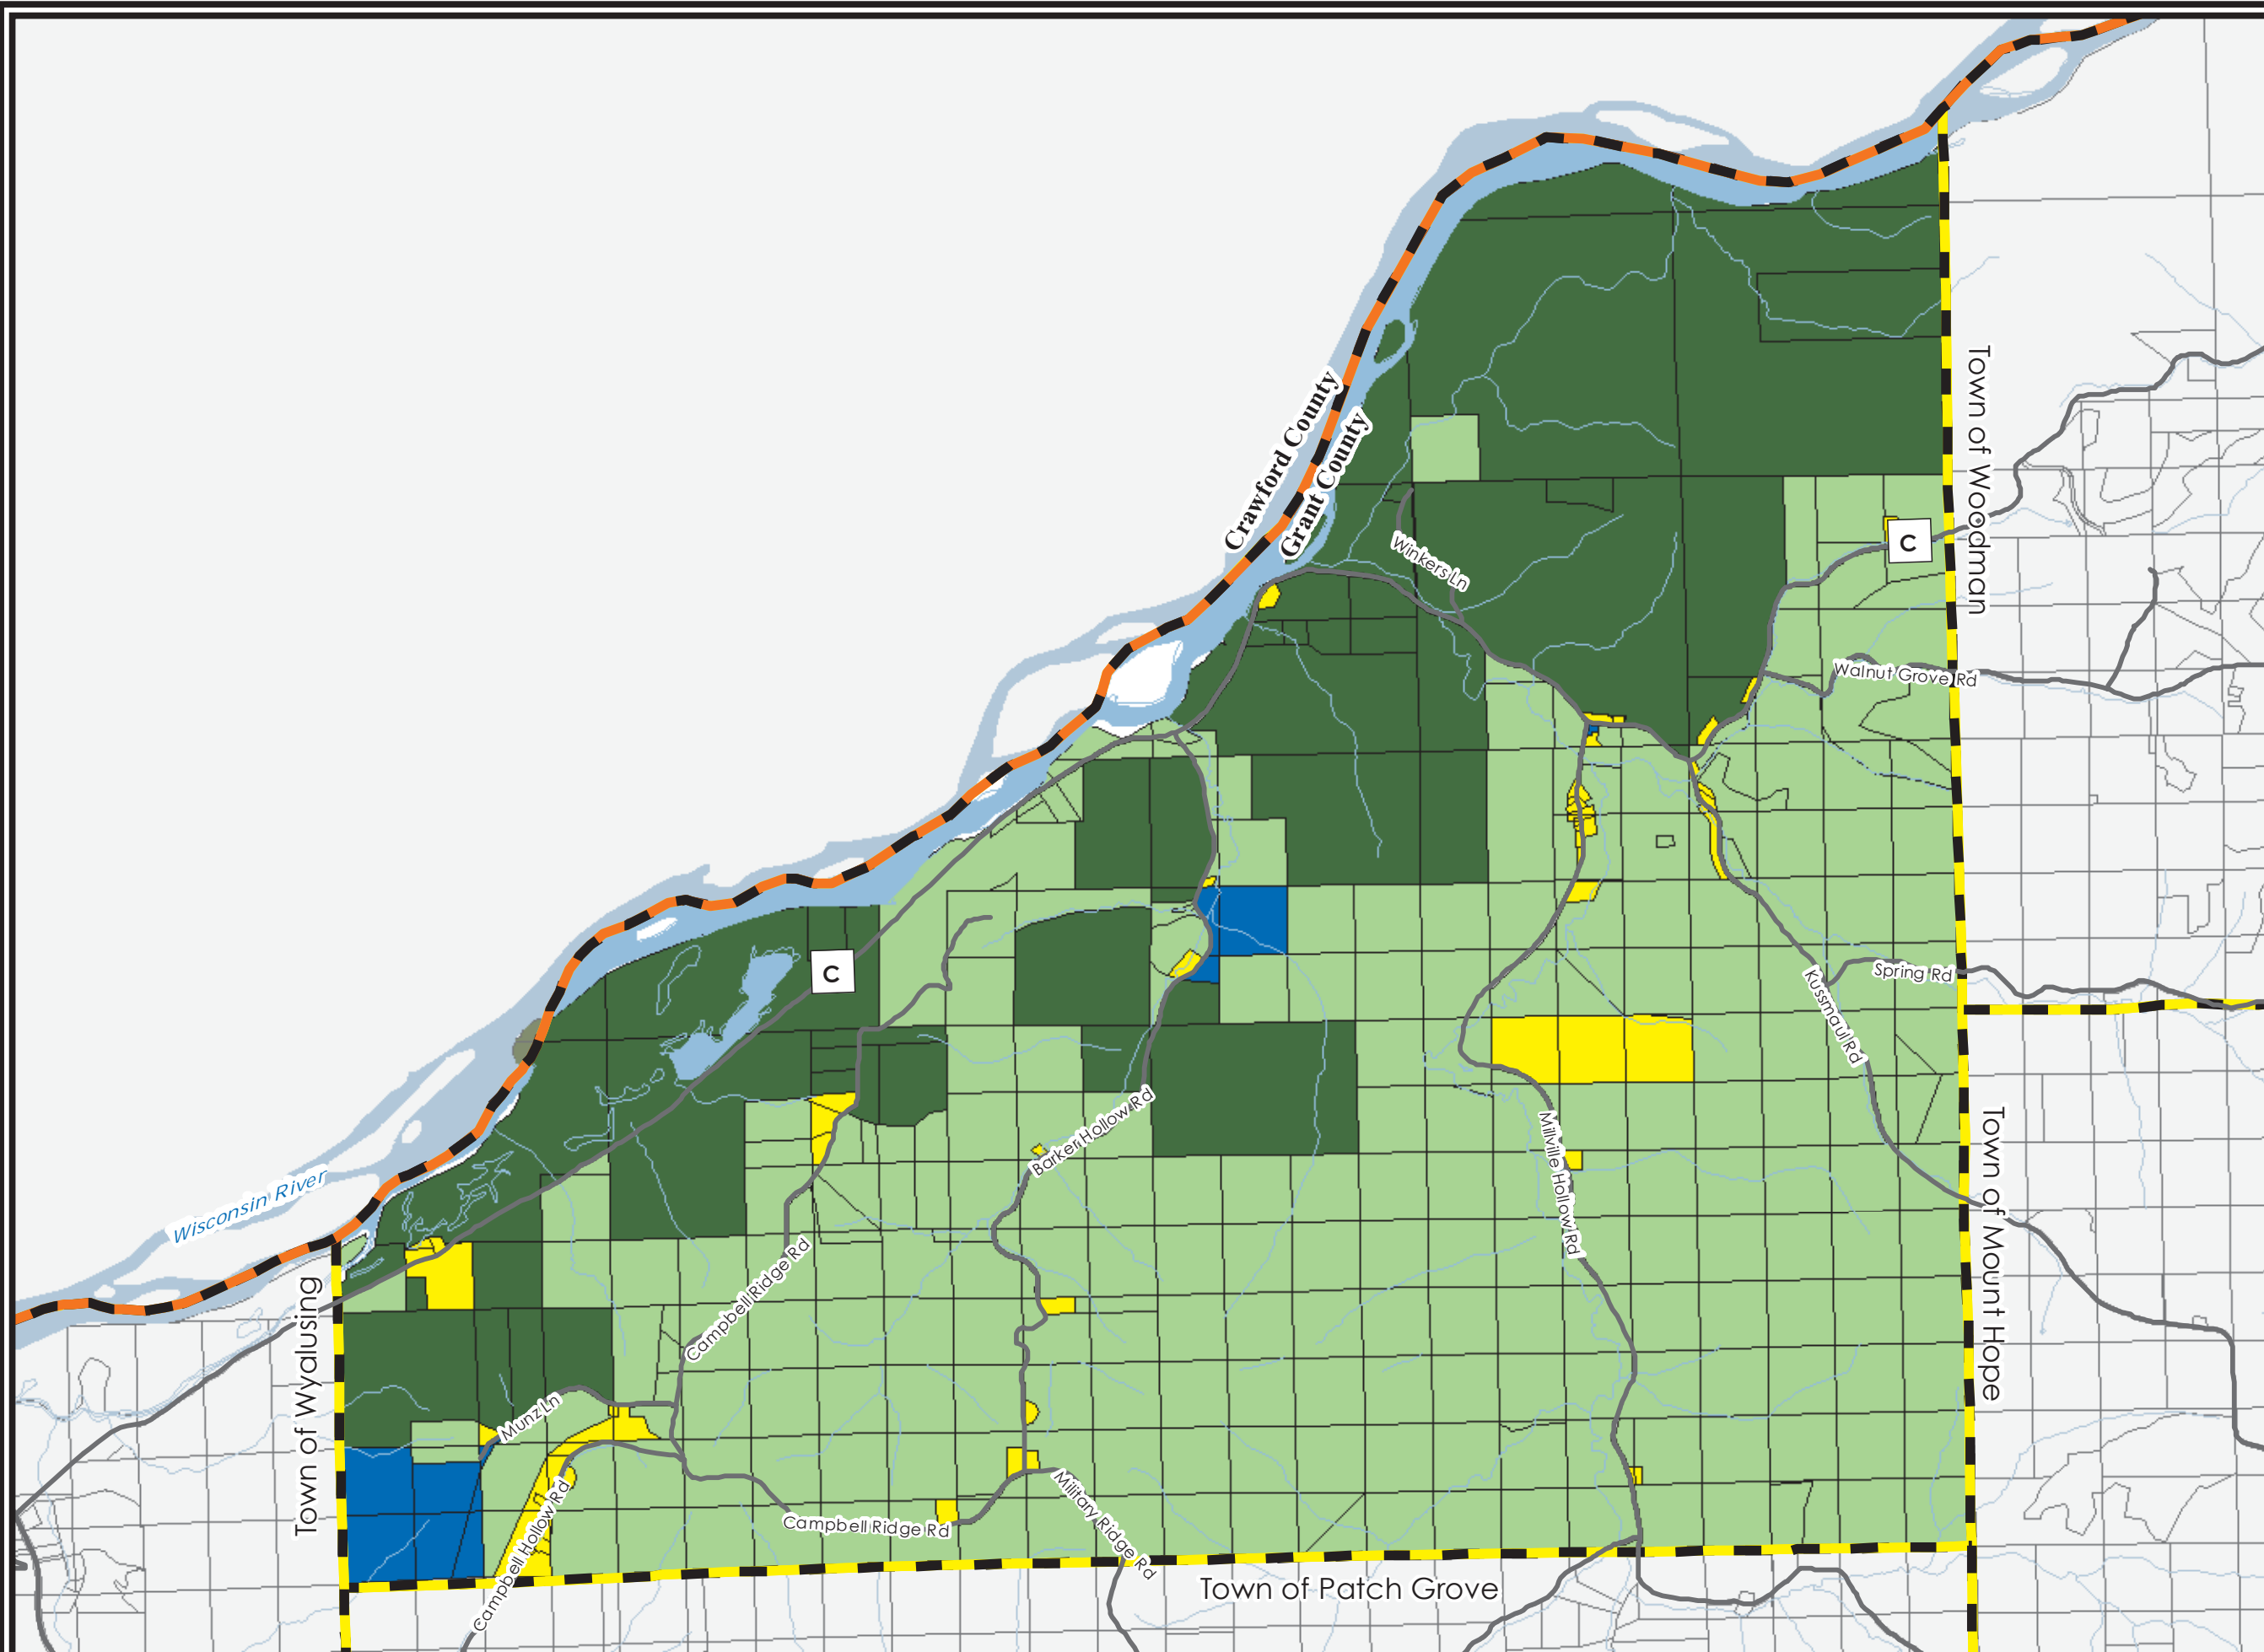 Crawford County
Grant County
Town of Woodman
C
Winkers Ln
Walnut Grove Rd
C
Spring Rd
Kussmaul Rd
Town of Mount Hope
Barker Hollow Rd
Millville Hollow Rd
Wisconsin River
Town of Wyalusing
Campbell Ridge Rd
Munz Ln
Campbell Hollow Rd
Campbell Ridge Rd
Military Ridge Rd
Town of Patch Grove